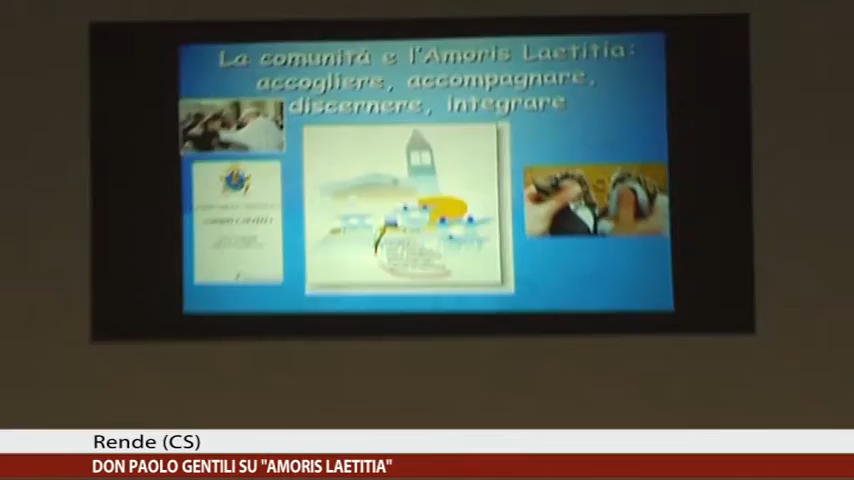 La comunità e l'Amoris Laetitia:
accogliere, accompagnare,
discernere, integrare
Rende (CS)
DON PAOLO GENTILI SU "AMORIS LAETITIA"